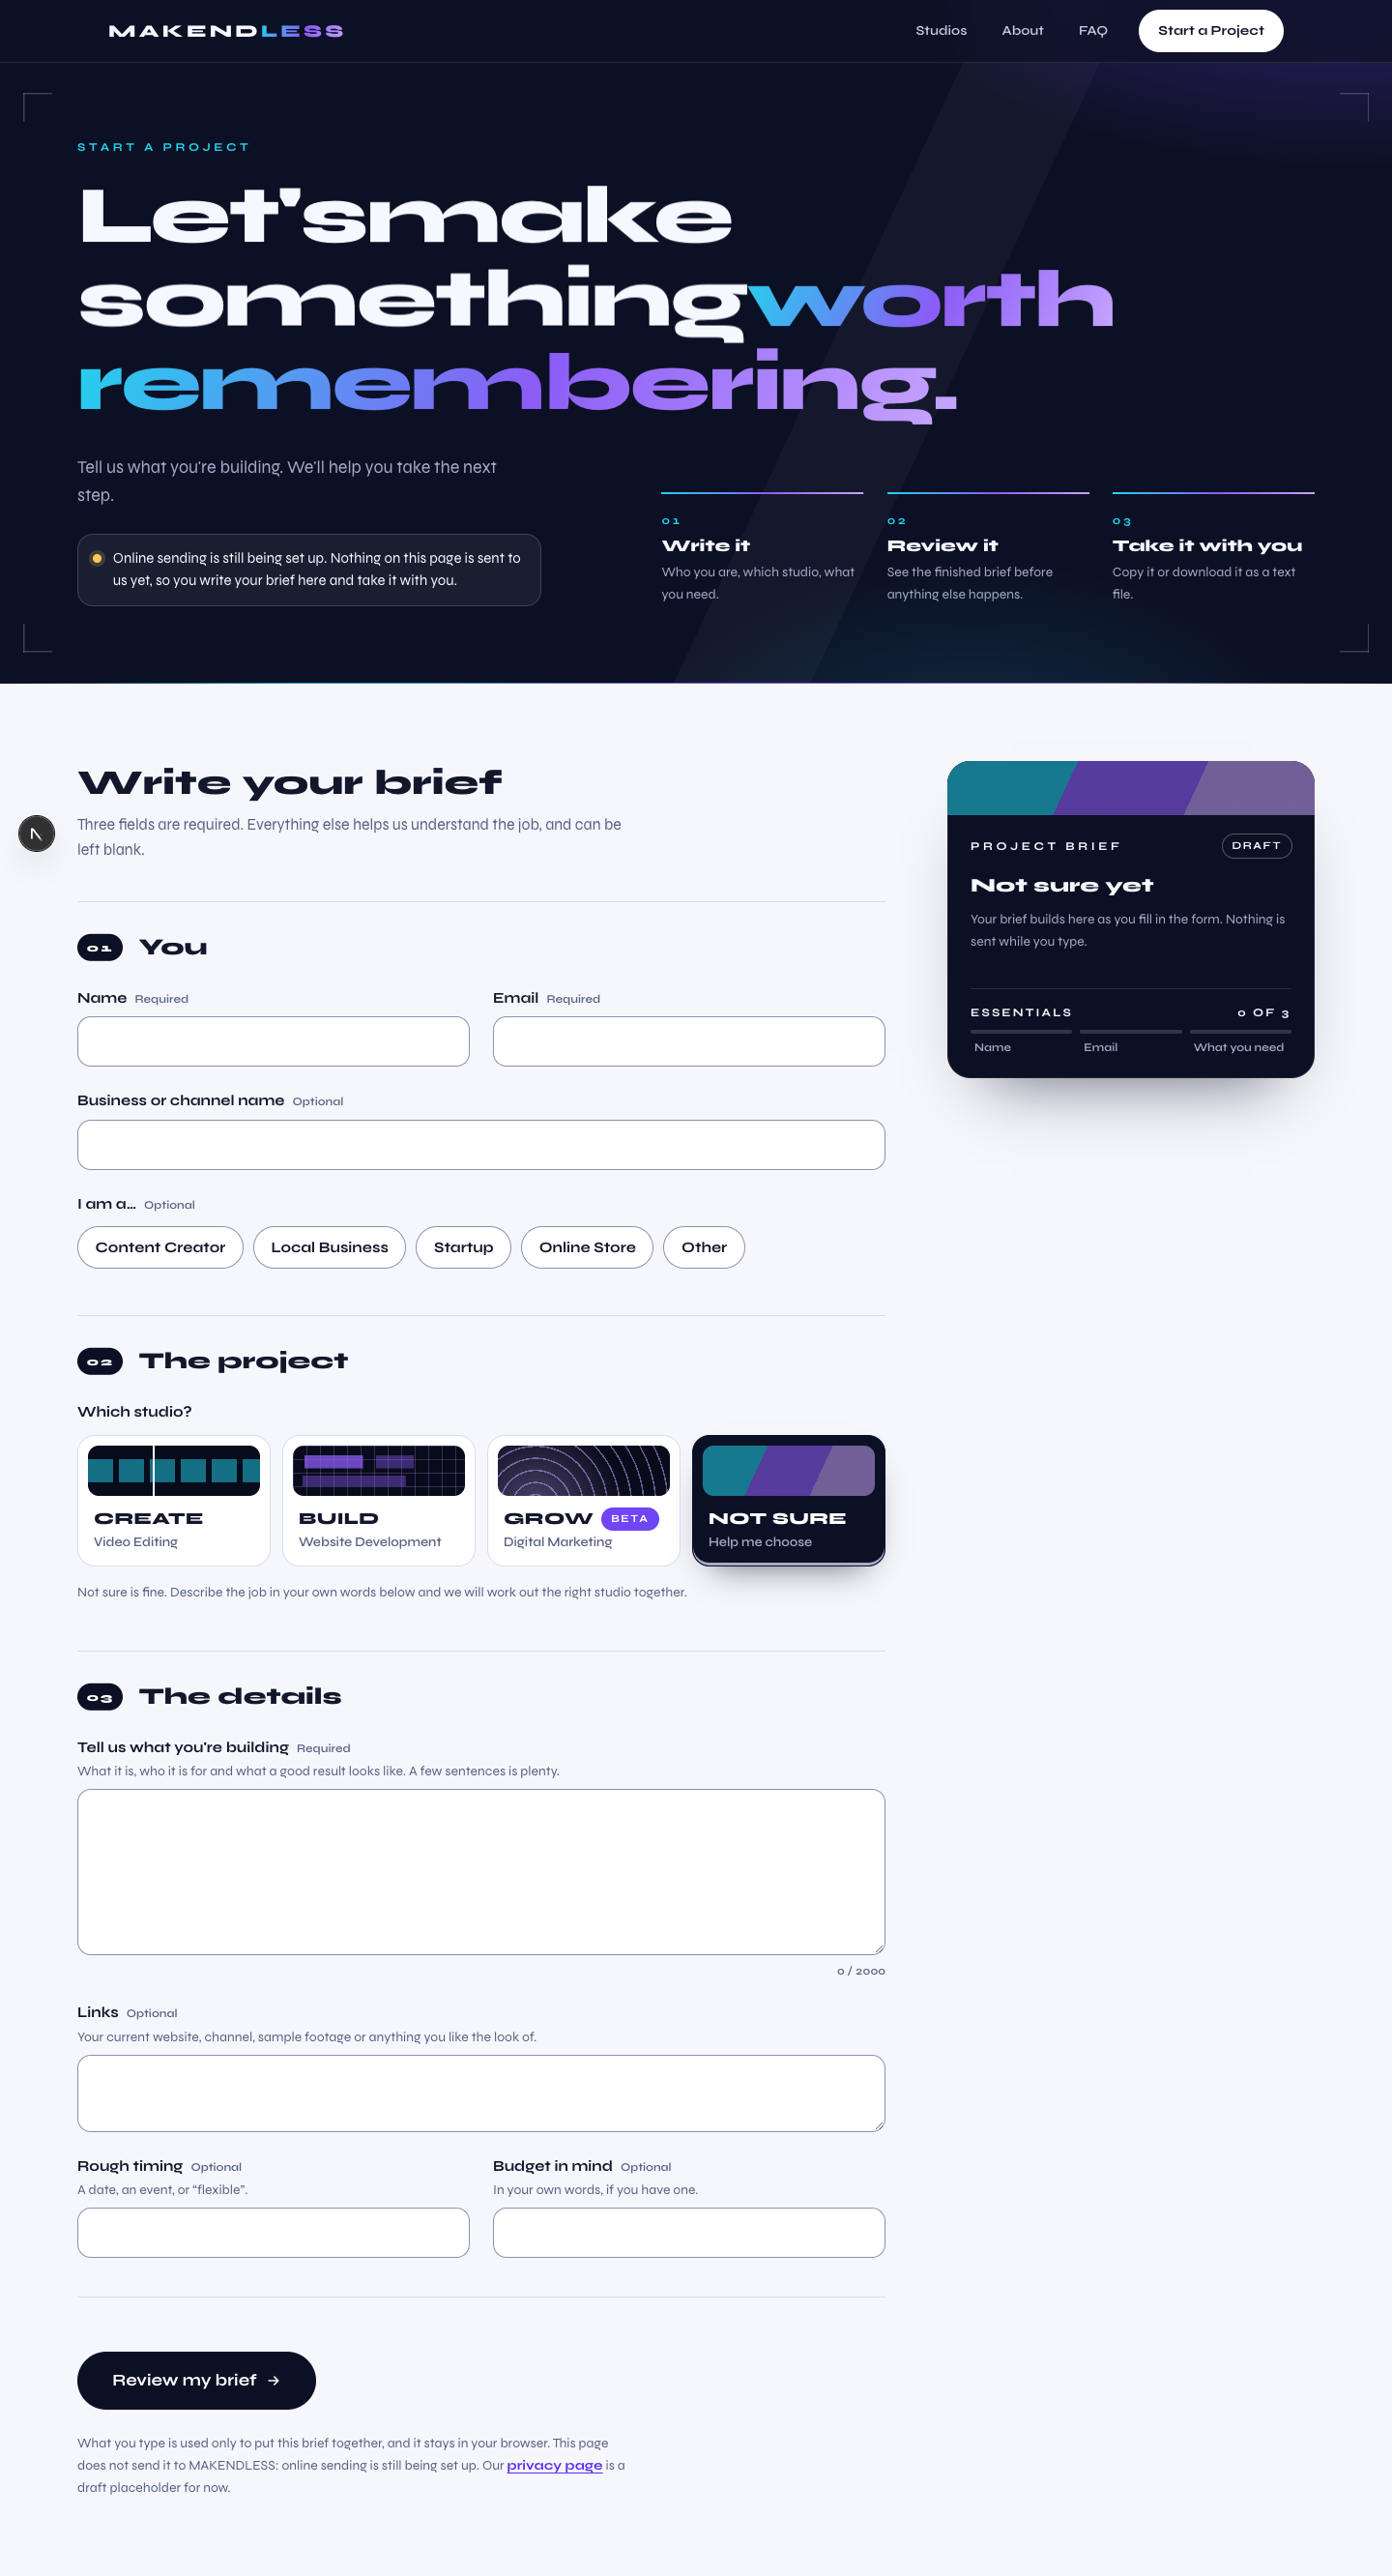 MAKENDLESS
Studios
About
FAQ
Start a Project
START A PROJECT
Let'smake
somethingworth
remembering.
Tell us what you're building. We'll help you take the next
step.
Online sending is still being set up. Nothing on this page is sent to
us yet, so you write your brief here and take it with you.
01
Write it
Who you are, which studio, what
you need.
02
Review it
See the finished brief before
anything else happens.
03
Take it with you
Copy it or download it as a text
file.
Write your brief
Three fields are required. Everything else helps us understand the job, and can be
left blank.
01 You
Name Required
Email Required
Business or channel name Optional
I am a... Optional
Content Creator
Local Business
Startup
Online Store
Other
02 The project
Which studio?
CREATE
Video Editing
BUILD
Website Development
GROW BETA
Digital Marketing
NOT SURE
Help me choose
Not sure is fine. Describe the job in your own words below and we will work out the right studio together.
03 The details
Tell us what you're building Required
What it is, who it is for and what a good result looks like. A few sentences is plenty.
0 / 2000
Links Optional
Your current website, channel, sample footage or anything you like the look of.
Rough timing Optional
A date, an event, or “flexible”.
Budget in mind Optional
In your own words, if you have one.
Review my brief →
What you type is used only to put this brief together, and it stays in your browser. This page
does not send it to MAKENDLESS: online sending is still being set up. Our privacy page is a
draft placeholder for now.
PROJECT BRIEF
DRAFT
Not sure yet
Your brief builds here as you fill in the form. Nothing is
sent while you type.
ESSENTIALS
0 OF 3
Name
Email
What you need